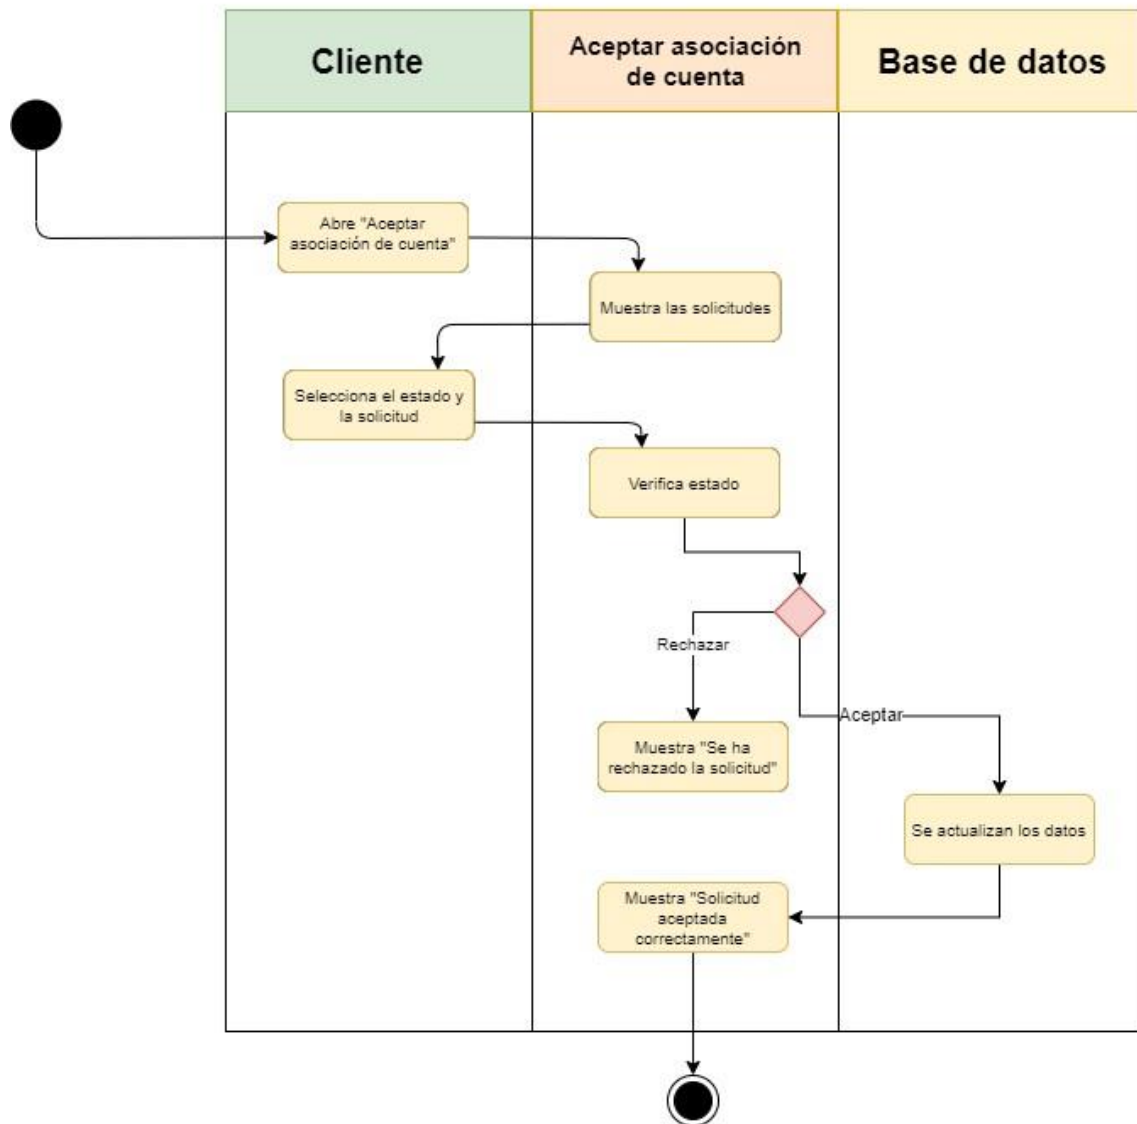 Cliente
Aceptar asociación
de cuenta
Base de datos
Abre "Aceptar
asociación de cuenta"
Muestra las solicitudes
Selecciona el estado y
la solicitud
Verifica estado
Rechazar
Aceptar
Muestra "Se ha
rechazado la solicitud"
Se actualizan los datos
Muestra "Solicitud
aceptada
correctamente"